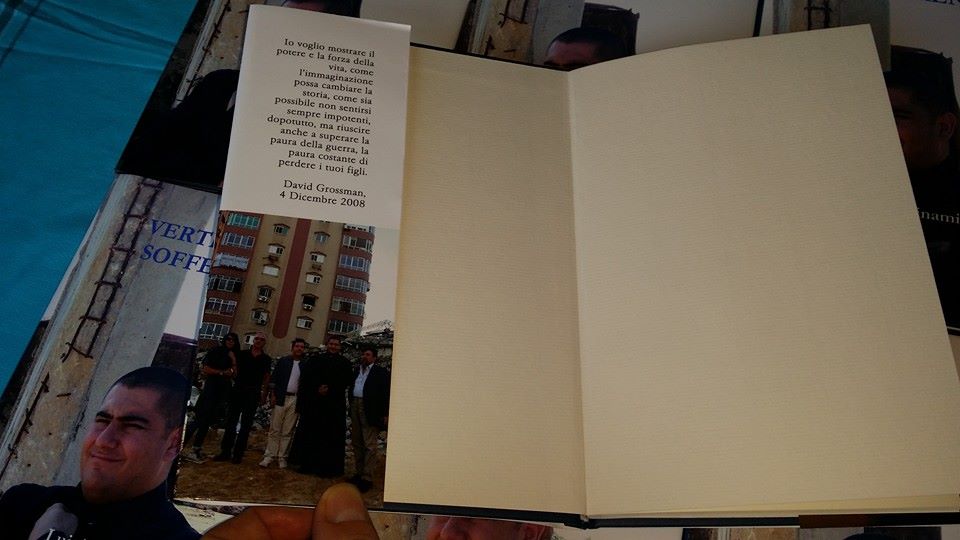 Io voglio mostrare il
potere e la forza della
vita, come
l'immaginazione
possa cambiare la
storia, come sia
possibile non sentirsi
sempre impotenti,
dopotutto, ma riuscire
anche a superare la
paura della guerra, la
paura costante di
perdere i tuoi figli.
David Grossman,
4 Dicembre 2008
VERTI
SOFFE